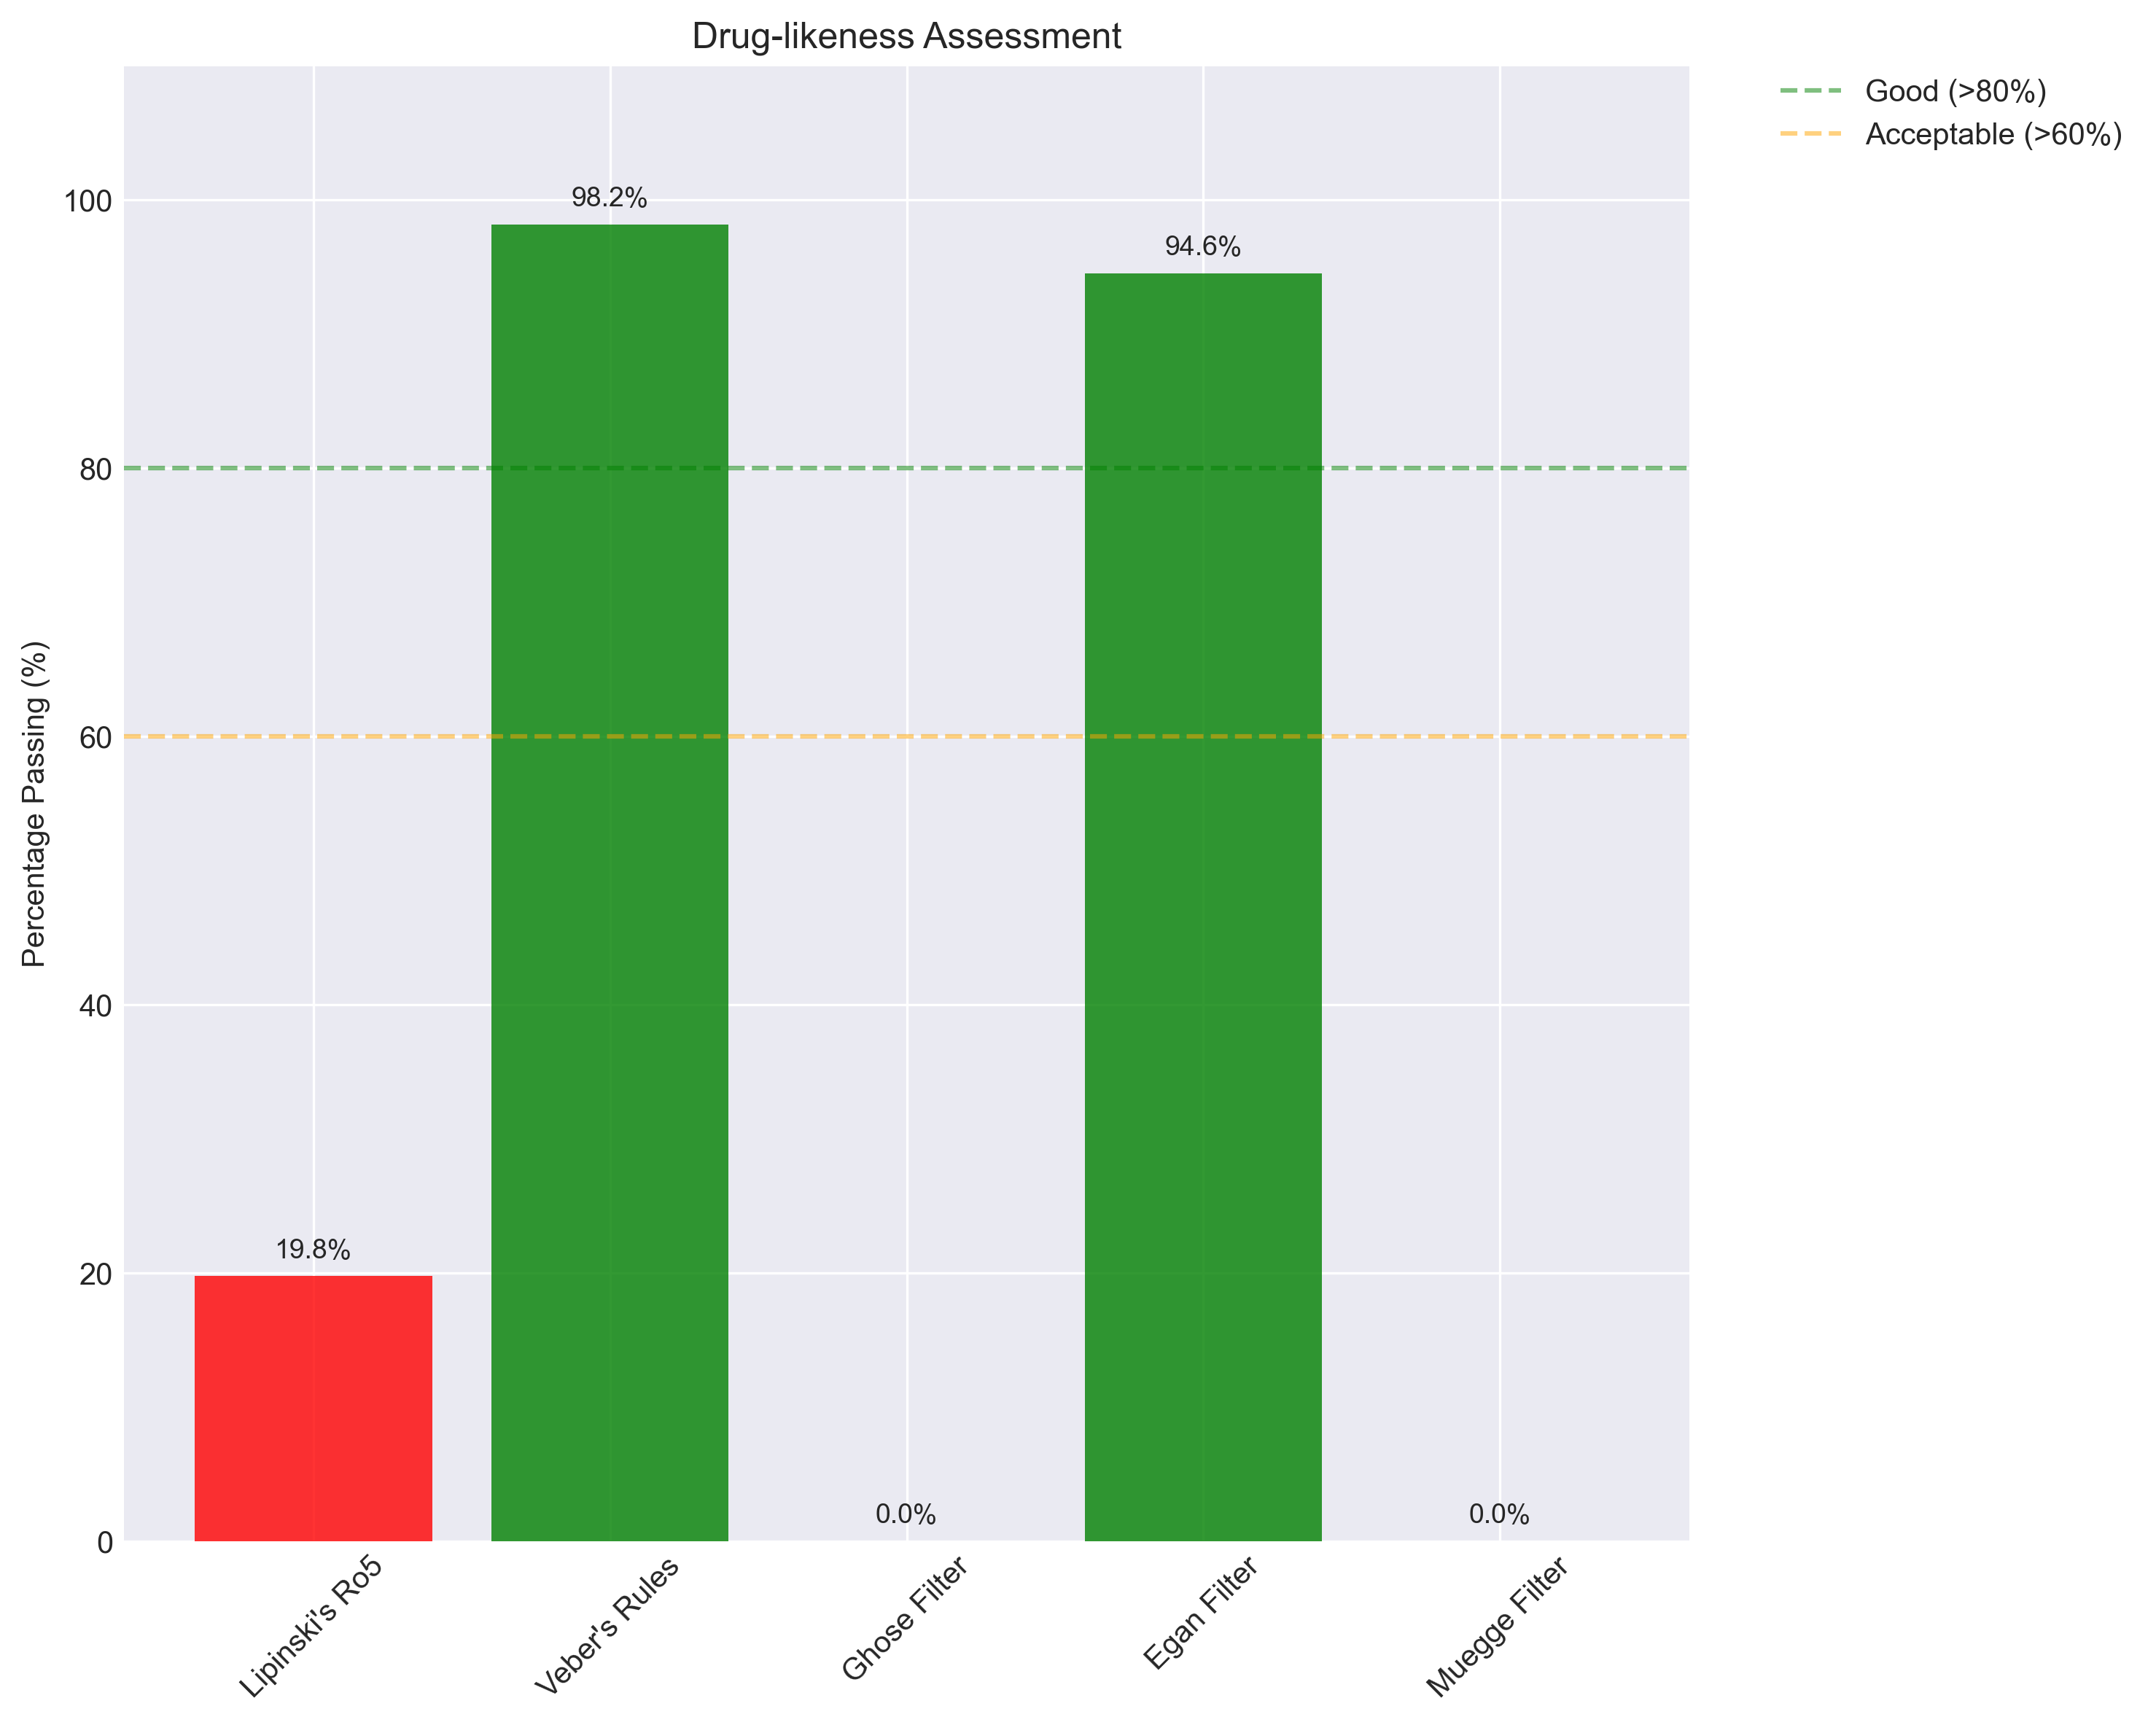 Drug-likeness Assessment
Good (>80%)
Acceptable (>60%)
Percentage Passing (%)
100
80
60
40
20
0
19.8%
98.2%
0.0%
94.6%
0.0%
Lipinski's Ro5
Veber's Rules
Ghose Filter
Egan Filter
Muegge Filter